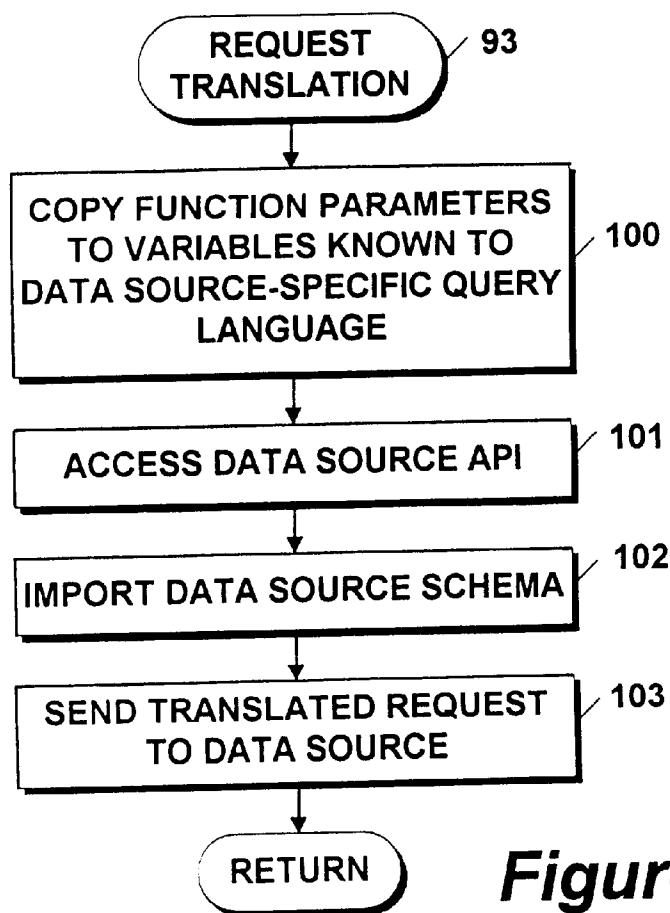 REQUEST
TRANSLATION
93
COPY FUNCTION PARAMETERS
TO VARIABLES KNOWN TO
DATA SOURCE-SPECIFIC QUERY
LANGUAGE
100
ACCESS DATA SOURCE API
101
IMPORT DATA SOURCE SCHEMA
102
SEND TRANSLATED REQUEST
TO DATA SOURCE
103
RETURN
Figur